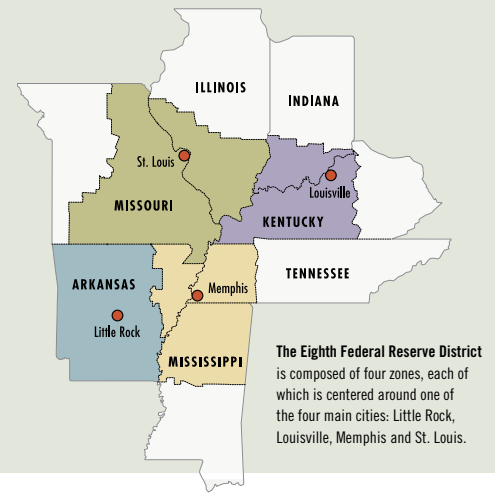 ILLINOIS
INDIANA
St. Louis
Louisville
MISSOURI
KENTUCKY
TENNESSEE
ARKANSAS
Memphis
Little Rock
MISSISSIPPI
The Eighth Federal Reserve District
is composed of four zones, each of
which is centered around one of
the four main cities: Little Rock,
Louisville, Memphis and St. Louis.